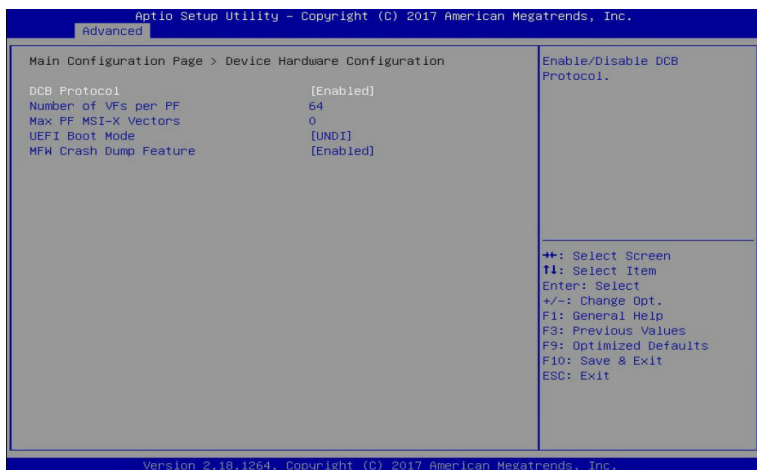 Aptio Setup Utility – Copyright (C) 2017 American Megatrends, Inc.
Advanced
Main Configuration Page > Device Hardware Configuration
DCB Protocol [Enabled]
Number of VFs per PF 64
Max PF MSI-X Vectors 0
UEFI Boot Mode [UNDI]
MFW Crash Dump Feature [Enabled]
Enable/Disable DCB
Protocol.
→←: Select Screen
↑↓: Select Item
Enter: Select
+/-: Change Opt.
F1: General Help
F3: Previous Values
F9: Optimized Defaults
F10: Save & Exit
ESC: Exit
Version 2.18.1264. Copyright (C) 2017 American Megatrends, Inc.